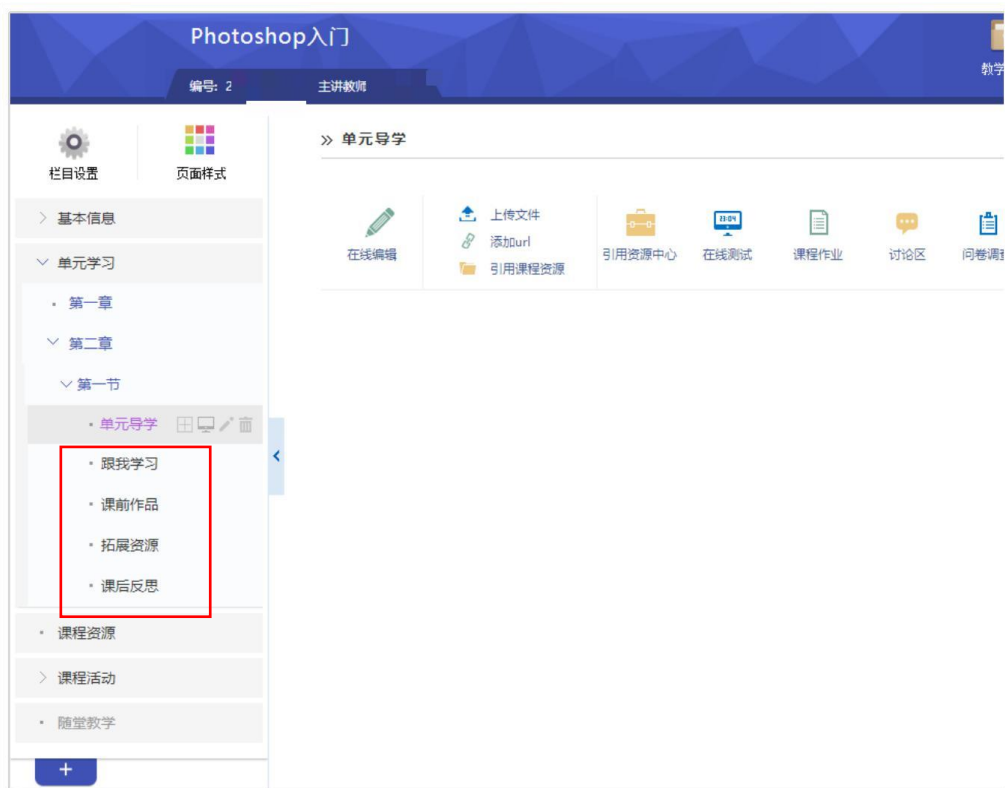 Photoshop入门
教学
编号: 2 主讲教师
栏目设置 页面样式
» 单元导学
基本信息
单元学习
第一章
第二章
第一节
单元导学
跟我学习
课前作品
拓展资源
课后反思
课程资源
课程活动
随堂教学
+
在线编辑
上传文件
添加url
引用课程资源
引用资源中心
23:04
在线测试
课程作业
讨论区
问卷调